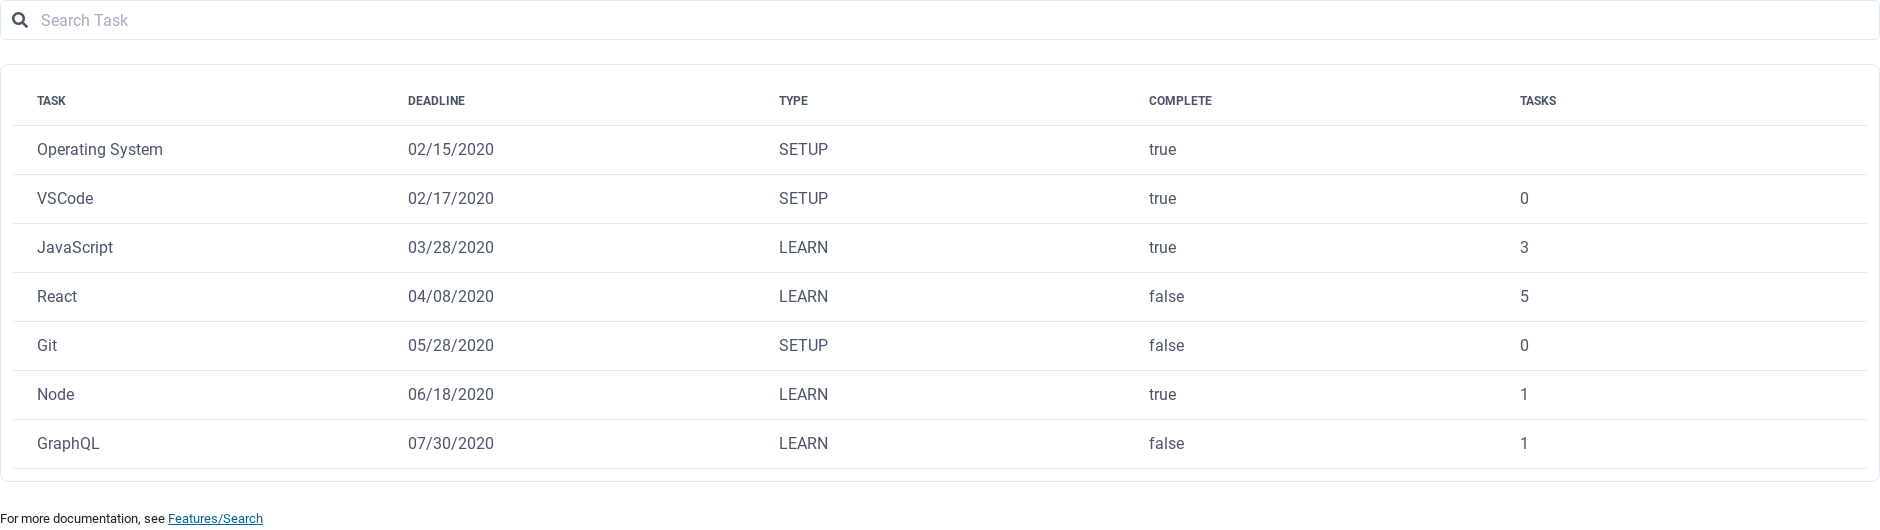 Search Task
TASK DEADLINE TYPE COMPLETE TASKS
Operating System 02/15/2020 SETUP true
VSCode 02/17/2020 SETUP true 0
JavaScript 03/28/2020 LEARN true 3
React 04/08/2020 LEARN false 5
Git 05/28/2020 SETUP false 0
Node 06/18/2020 LEARN true 1
GraphQL 07/30/2020 LEARN false 1
For more documentation, see Features/Search